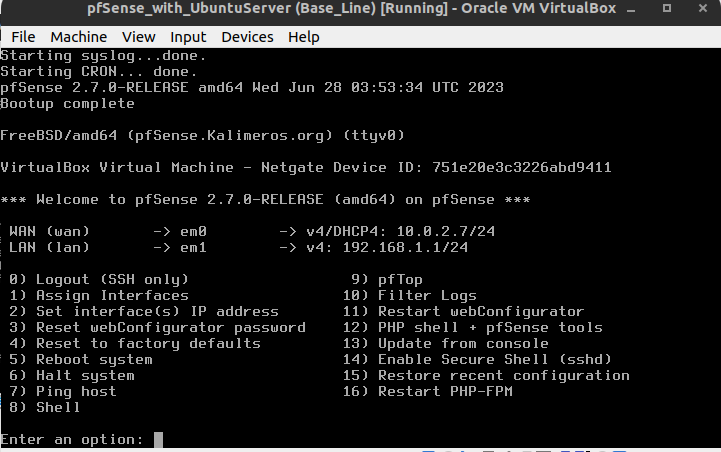 pfSense_with_UbuntuServer (Base_Line) [Running] - Oracle VM VirtualBox
File Machine View Input Devices Help
Starting syslog...done.
Starting CRON... done.
pfSense 2.7.0-RELEASE amd64 Wed Jun 28 03:53:34 UTC 2023
Bootup complete
FreeBSD/amd64 (pfSense.Kalimeros.org) (ttyv0)
VirtualBox Virtual Machine - Netgate Device ID: 751e20e3c3226abd9411
*** Welcome to pfSense 2.7.0-RELEASE (amd64) on pfSense ***
WAN (wan) -> em0 -> v4/DHCP4: 10.0.2.7/24
LAN (lan) -> em1 -> v4: 192.168.1.1/24
0) Logout (SSH only) 9) pfTop
1) Assign Interfaces 10) Filter Logs
2) Set interface(s) IP address 11) Restart webConfigurator
3) Reset webConfigurator password 12) PHP shell + pfSense tools
4) Reset to factory defaults 13) Update from console
5) Reboot system 14) Enable Secure Shell (sshd)
6) Halt system 15) Restore recent configuration
7) Ping host 16) Restart PHP-FPM
8) Shell
Enter an option: